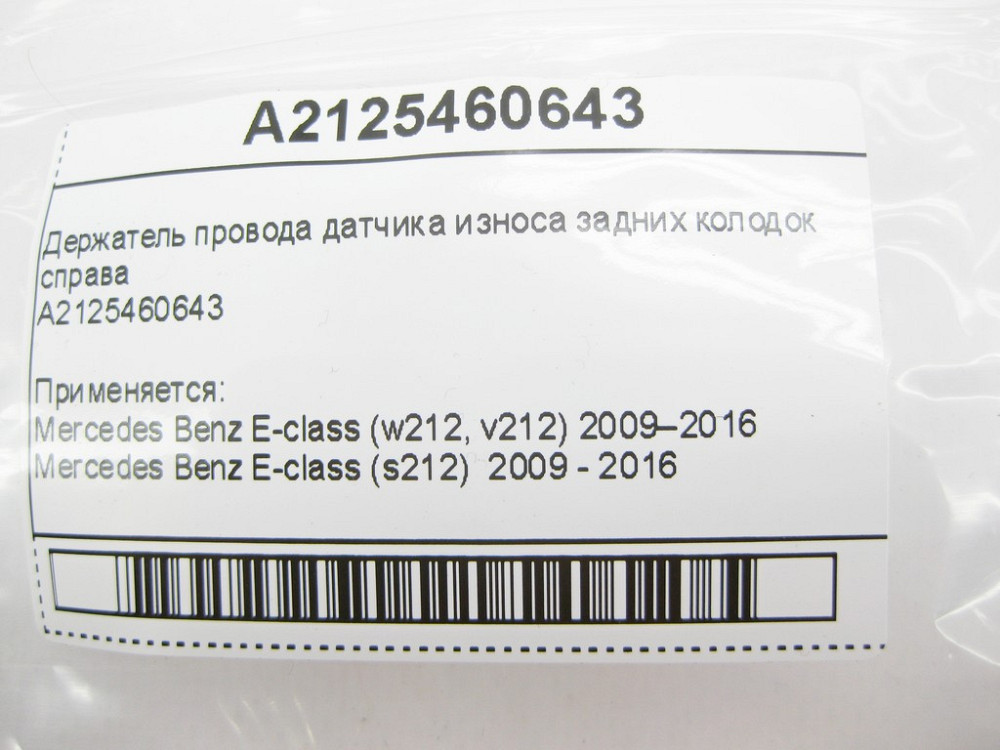 A2125460643
Держатель провода датчика износа задних колодок
справа
A2125460643
Применяется:
Mercedes Benz E-class (w212, v212) 2009–2016
Mercedes Benz E-class (s212) 2009 - 2016